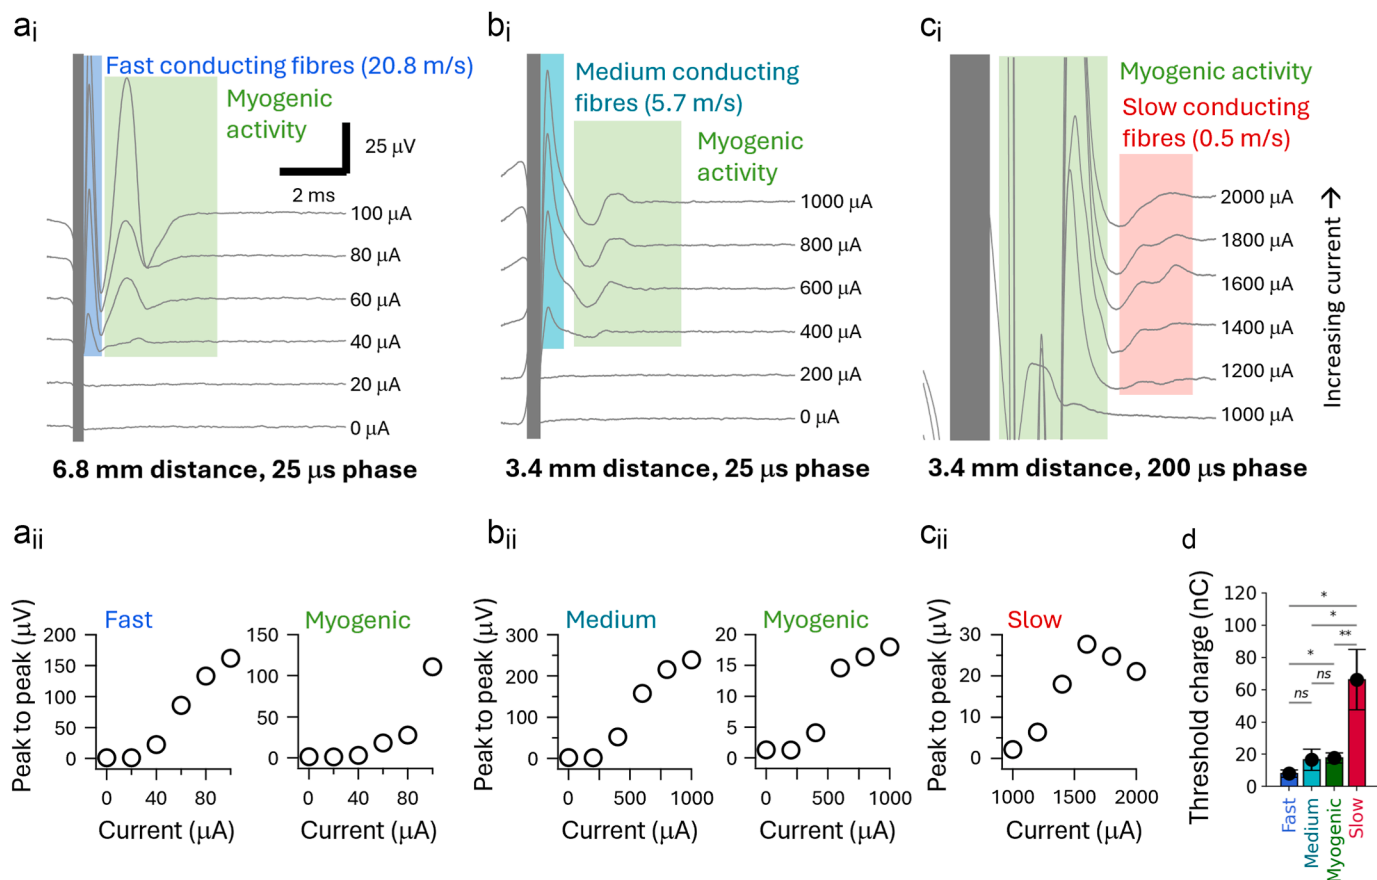 ai
Fast conducting fibres (20.8 m/s)
Myogenic
activity
25 μV
2 ms
100 μA
80 μA
60 μA
40 μA
20 μA
0 μA
6.8 mm distance, 25 μs phase
bi
Medium conducting
fibres (5.7 m/s)
Myogenic
activity
1000 μA
800 μA
600 μA
400 μA
200 μA
0 μA
3.4 mm distance, 25 μs phase
ci
Myogenic activity
Slow conducting
fibres (0.5 m/s)
2000 μA
1800 μA
1600 μA
1400 μA
1200 μA
1000 μA
Increasing current →
3.4 mm distance, 200 μs phase
aii
Peak to peak (μV)
Fast
200
150
100
50
0
0 40 80
Current (μA)
Myogenic
150
100
50
0
0 40 80
Current (μA)
bii
Peak to peak (μV)
Medium
300
200
100
0
0 500 1000
Current (μA)
Myogenic
20
15
10
5
0
0 500 1000
Current (μA)
cii
Peak to peak (μV)
Slow
30
20
10
0
1000 1500 2000
Current (μA)
d
Threshold charge (nC)
120
100
80
60
40
20
0
*
*
**
*
ns
ns
Fast
Medium
Myogenic
Slow